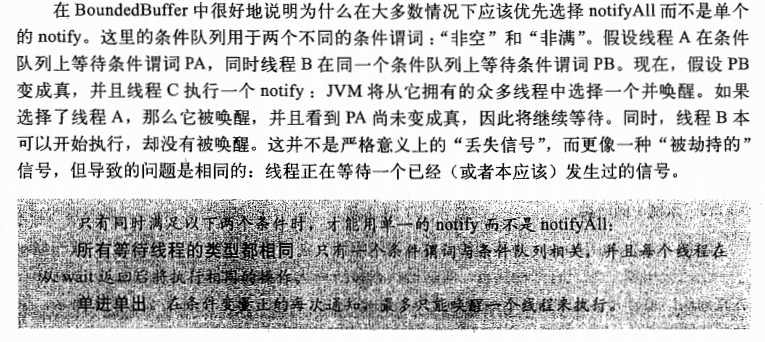 在 BoundedBuffer 中很好地说明为什么在大多数情况下应该优先选择 notifyAll 而不是单个
的 notify。这里的条件队列用于两个不同的条件谓词：“非空”和“非满”。假设线程 A 在条件
队列上等待条件谓词 PA，同时线程 B 在同一个条件队列上等待条件谓词 PB。现在，假设 PB
变成真，并且线程 C 执行一个 notify：JVM 将从它拥有的众多线程中选择一个并唤醒。如果
选择了线程 A，那么它被唤醒，并且看到 PA 尚未变成真，因此将继续等待。同时，线程 B 本
可以开始执行，却没有被唤醒。这并不是严格意义上的“丢失信号”，而更像一种“被劫持的”
信号，但导致的问题是相同的：线程正在等待一个已经（或者本应该）发生过的信号。
只有同时满足以下两个条件时，才能用单一的 notify 而不是 notifyAll：
所有等待线程的类型都相同。只有一个条件谓词与条件队列相关，并且每个线程在
从 wait 返回后将执行相同的操作。
单进单出。在条件变量上的每次通知，最多只能唤醒一个线程来执行。